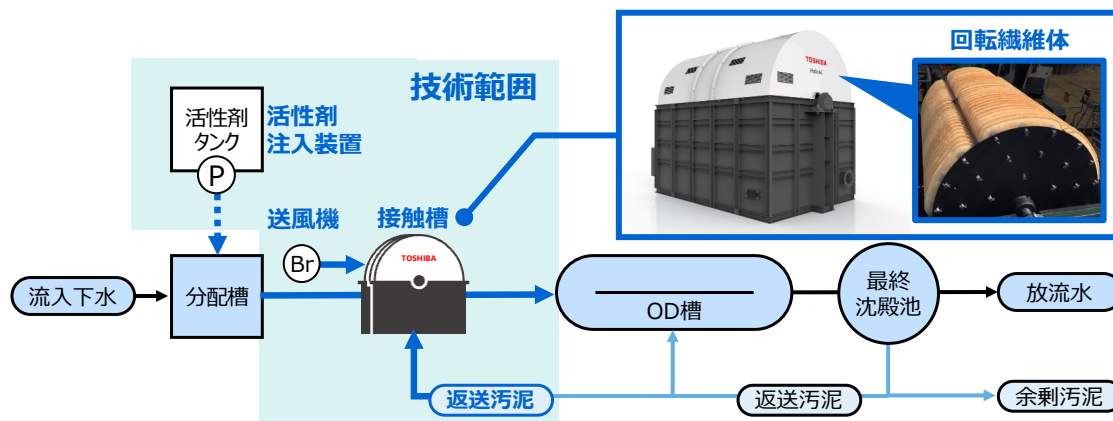 回転繊維体
TOSHIBA
HabuAir
技術範囲
活性剤
タンク
P
活性剤
注入装置
送風機
接触槽
Br
TOSHIBA
流入下水
分配槽
OD槽
最終
沈殿池
放流水
返送汚泥
返送汚泥
余剰汚泥